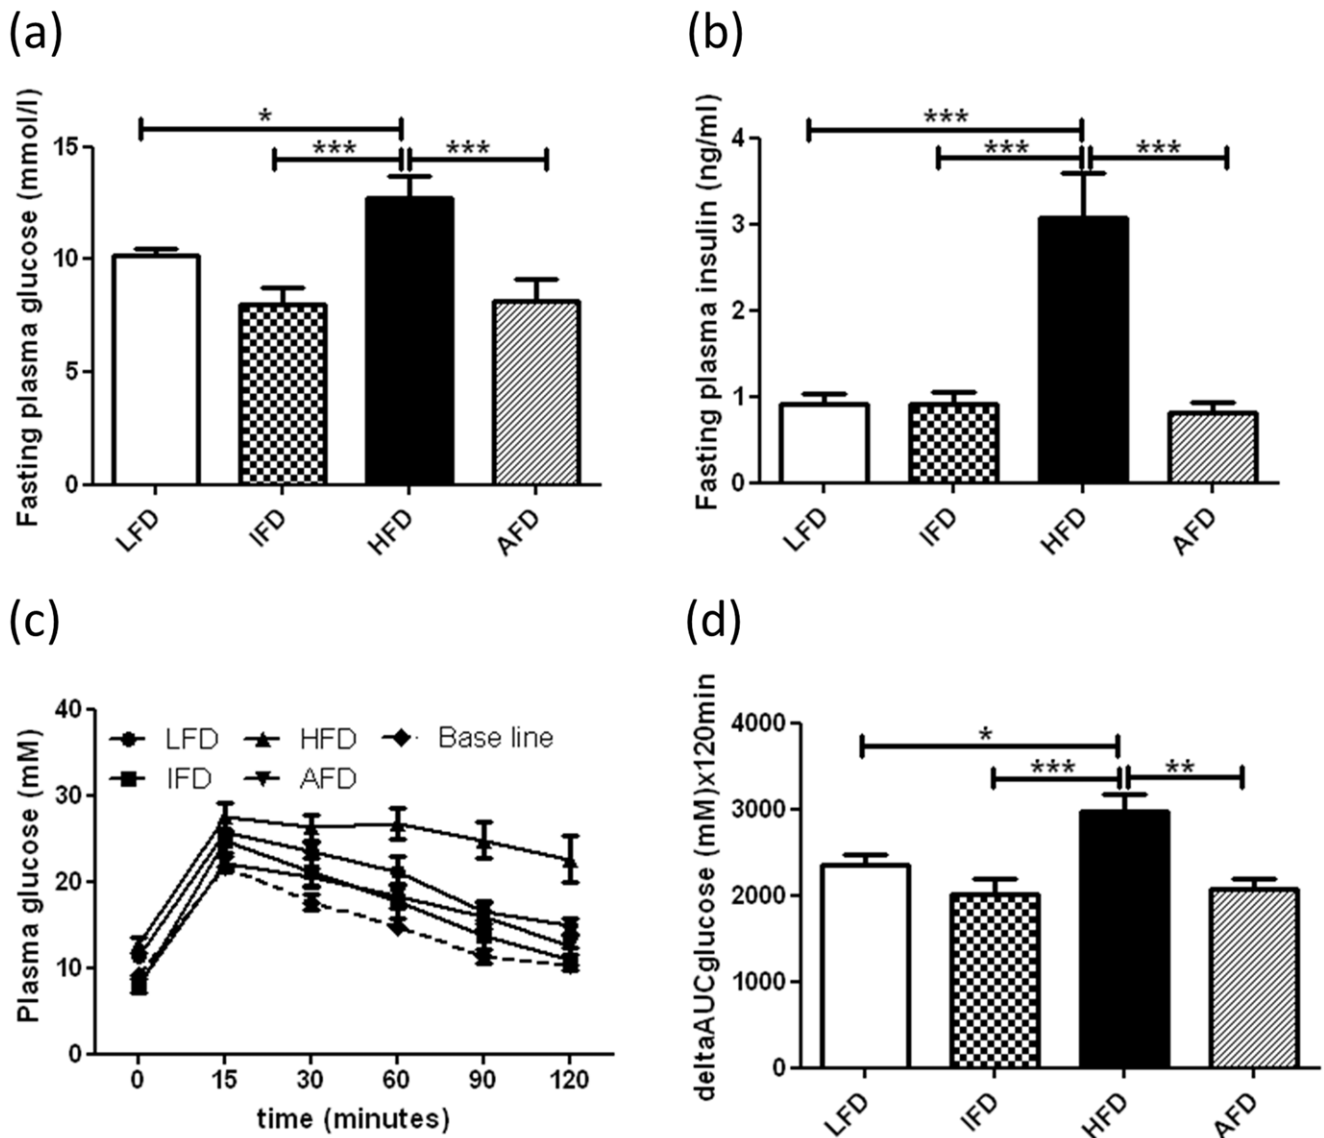 (a)
Fasting plasma glucose (mmol/l)
15
10
5
0
*
***
***
LFD
IFD
HFD
AFD
(b)
Fasting plasma insulin (ng/ml)
4
3
2
1
0
***
***
***
LFD
IFD
HFD
AFD
(c)
Plasma glucose (mM)
40
30
20
10
0
LFD
HFD
Base line
IFD
AFD
0
15
30
60
90
120
time (minutes)
(d)
deltaAUCglucose (mM)x120min
4000
3000
2000
1000
0
*
***
**
LFD
IFD
HFD
AFD